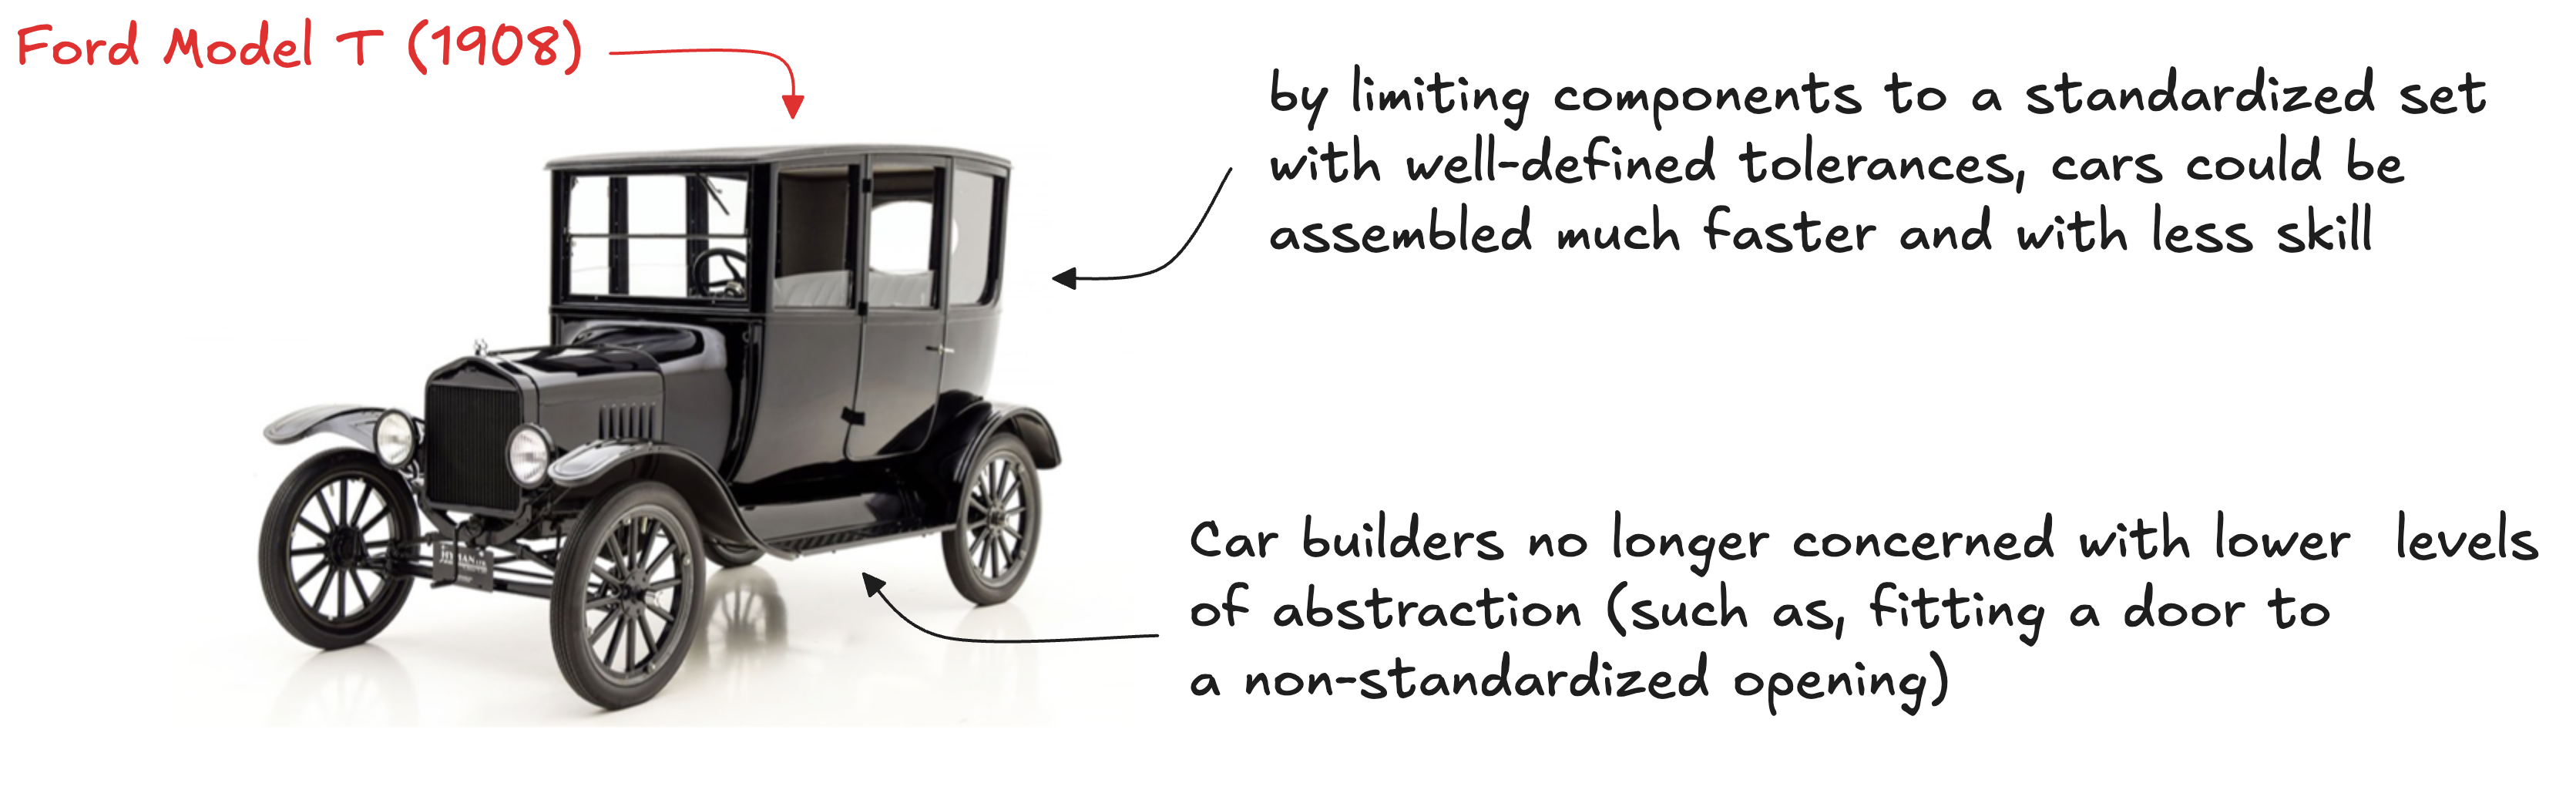 Ford Model T (1908)
by limiting components to a standardized set
with well-defined tolerances, cars could be
assembled much faster and with less skill
Car builders no longer concerned with lower levels
of abstraction (such as, fitting a door to
a non-standardized opening)